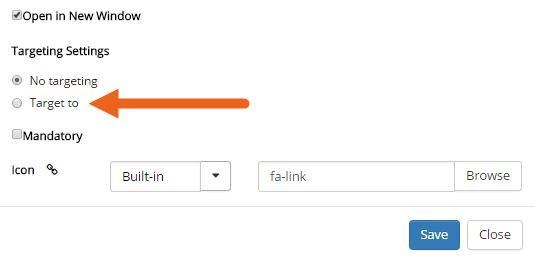 Open in New Window
Targeting Settings
No targeting
Target to
Mandatory
Icon Built-in fa-link Browse
Save Close